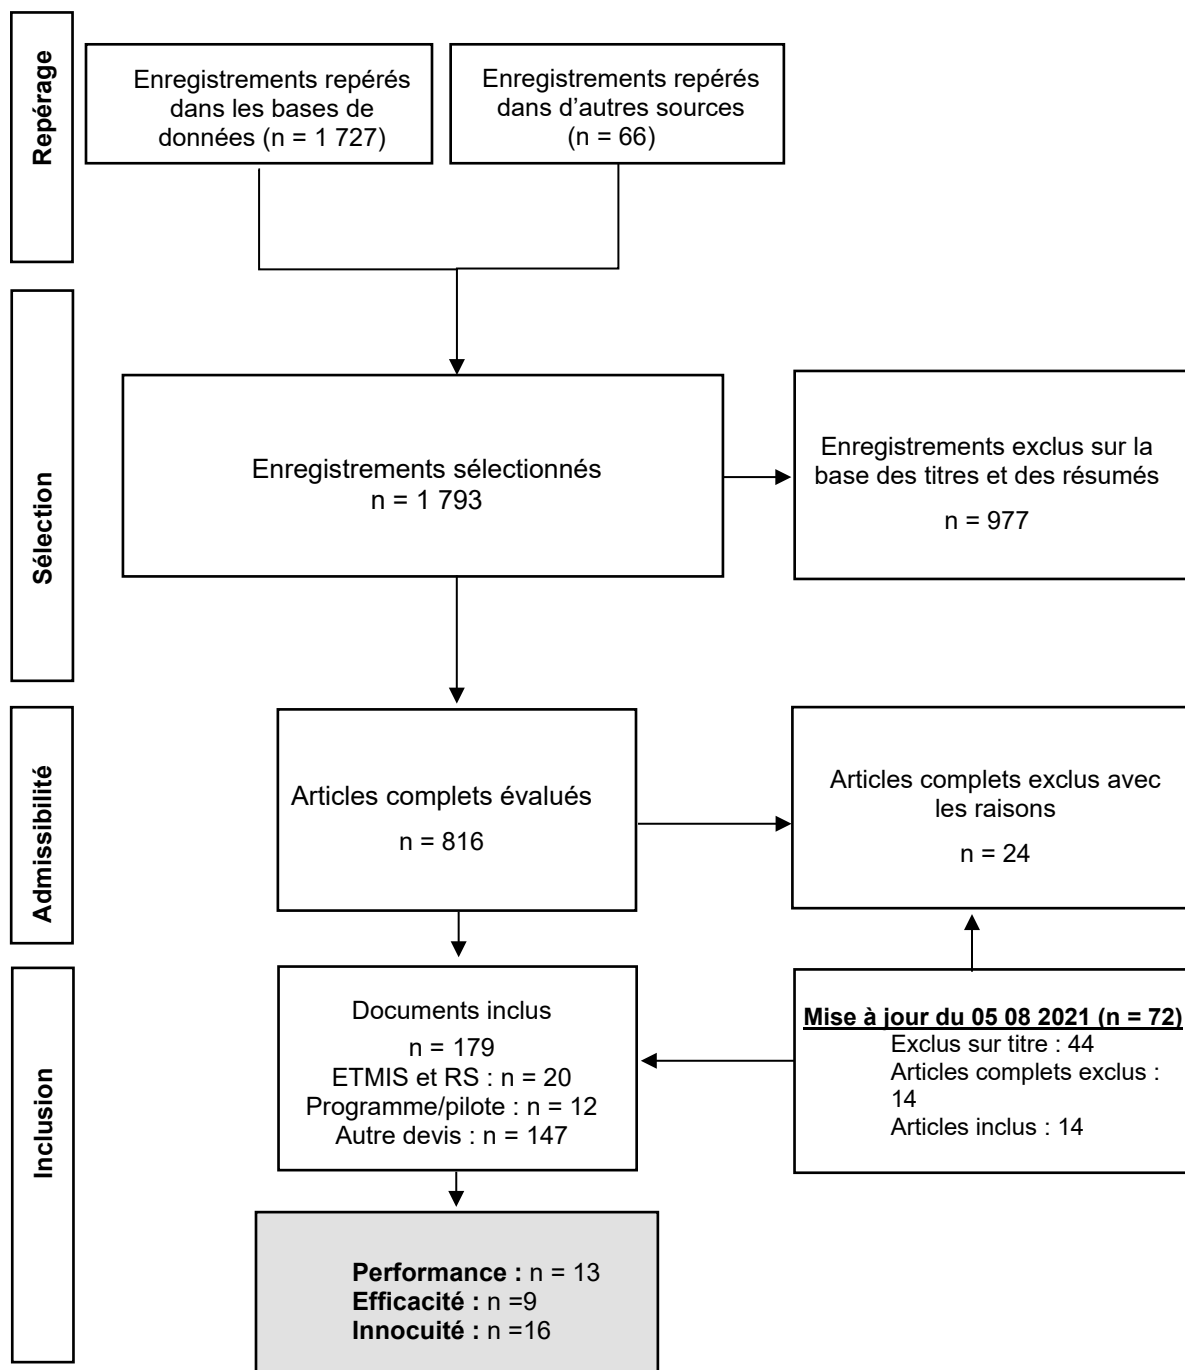 Repérage
Enregistrements repérés
dans les bases de
données (n = 1 727)
Enregistrements repérés
dans d’autres sources
(n = 66)
Sélection
Enregistrements sélectionnés
n = 1 793
Enregistrements exclus sur la
base des titres et des résumés
n = 977
Admissibilité
Articles complets évalués
n = 816
Articles complets exclus avec
les raisons
n = 24
Inclusion
Documents inclus
n = 179
ETMIS et RS : n = 20
Programme/pilote : n = 12
Autre devis : n = 147
Mise à jour du 05 08 2021 (n = 72)
Exclus sur titre : 44
Articles complets exclus :
14
Articles inclus : 14
Performance : n = 13
Efficacité : n =9
Innocuité : n =16